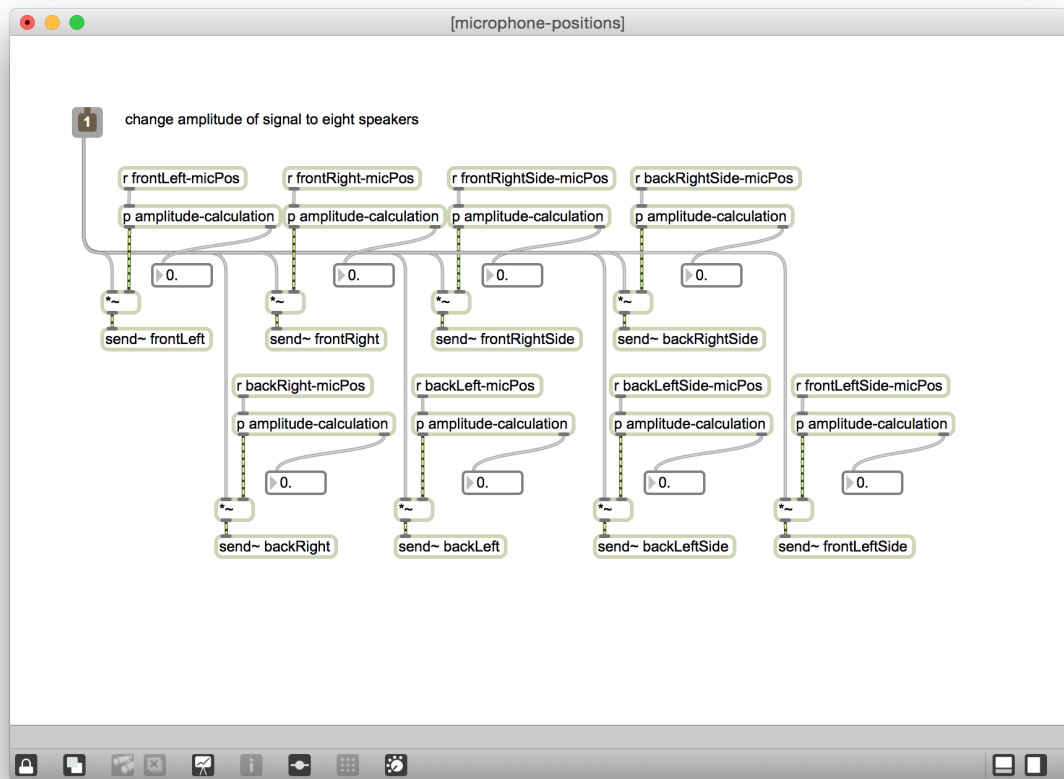 [microphone-positions]
1
change amplitude of signal to eight speakers
r frontLeft-micPos
r frontRight-micPos
r frontRightSide-micPos
r backRightSide-micPos
p amplitude-calculation
p amplitude-calculation
p amplitude-calculation
p amplitude-calculation
0.
0.
0.
0.
*~
*~
*~
*~
send~ frontLeft
send~ frontRight
send~ frontRightSide
send~ backRightSide
r backRight-micPos
r backLeft-micPos
r backLeftSide-micPos
r frontLeftSide-micPos
p amplitude-calculation
p amplitude-calculation
p amplitude-calculation
p amplitude-calculation
0.
0.
0.
0.
*~
*~
*~
*~
send~ backRight
send~ backLeft
send~ backLeftSide
send~ frontLeftSide